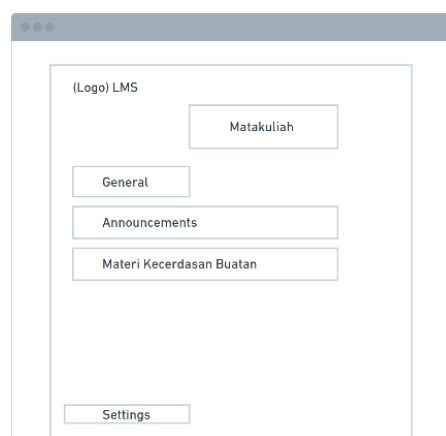 (Logo) LMS
Matakuliah
General
Announcements
Materi Kecerdasan Buatan
Settings